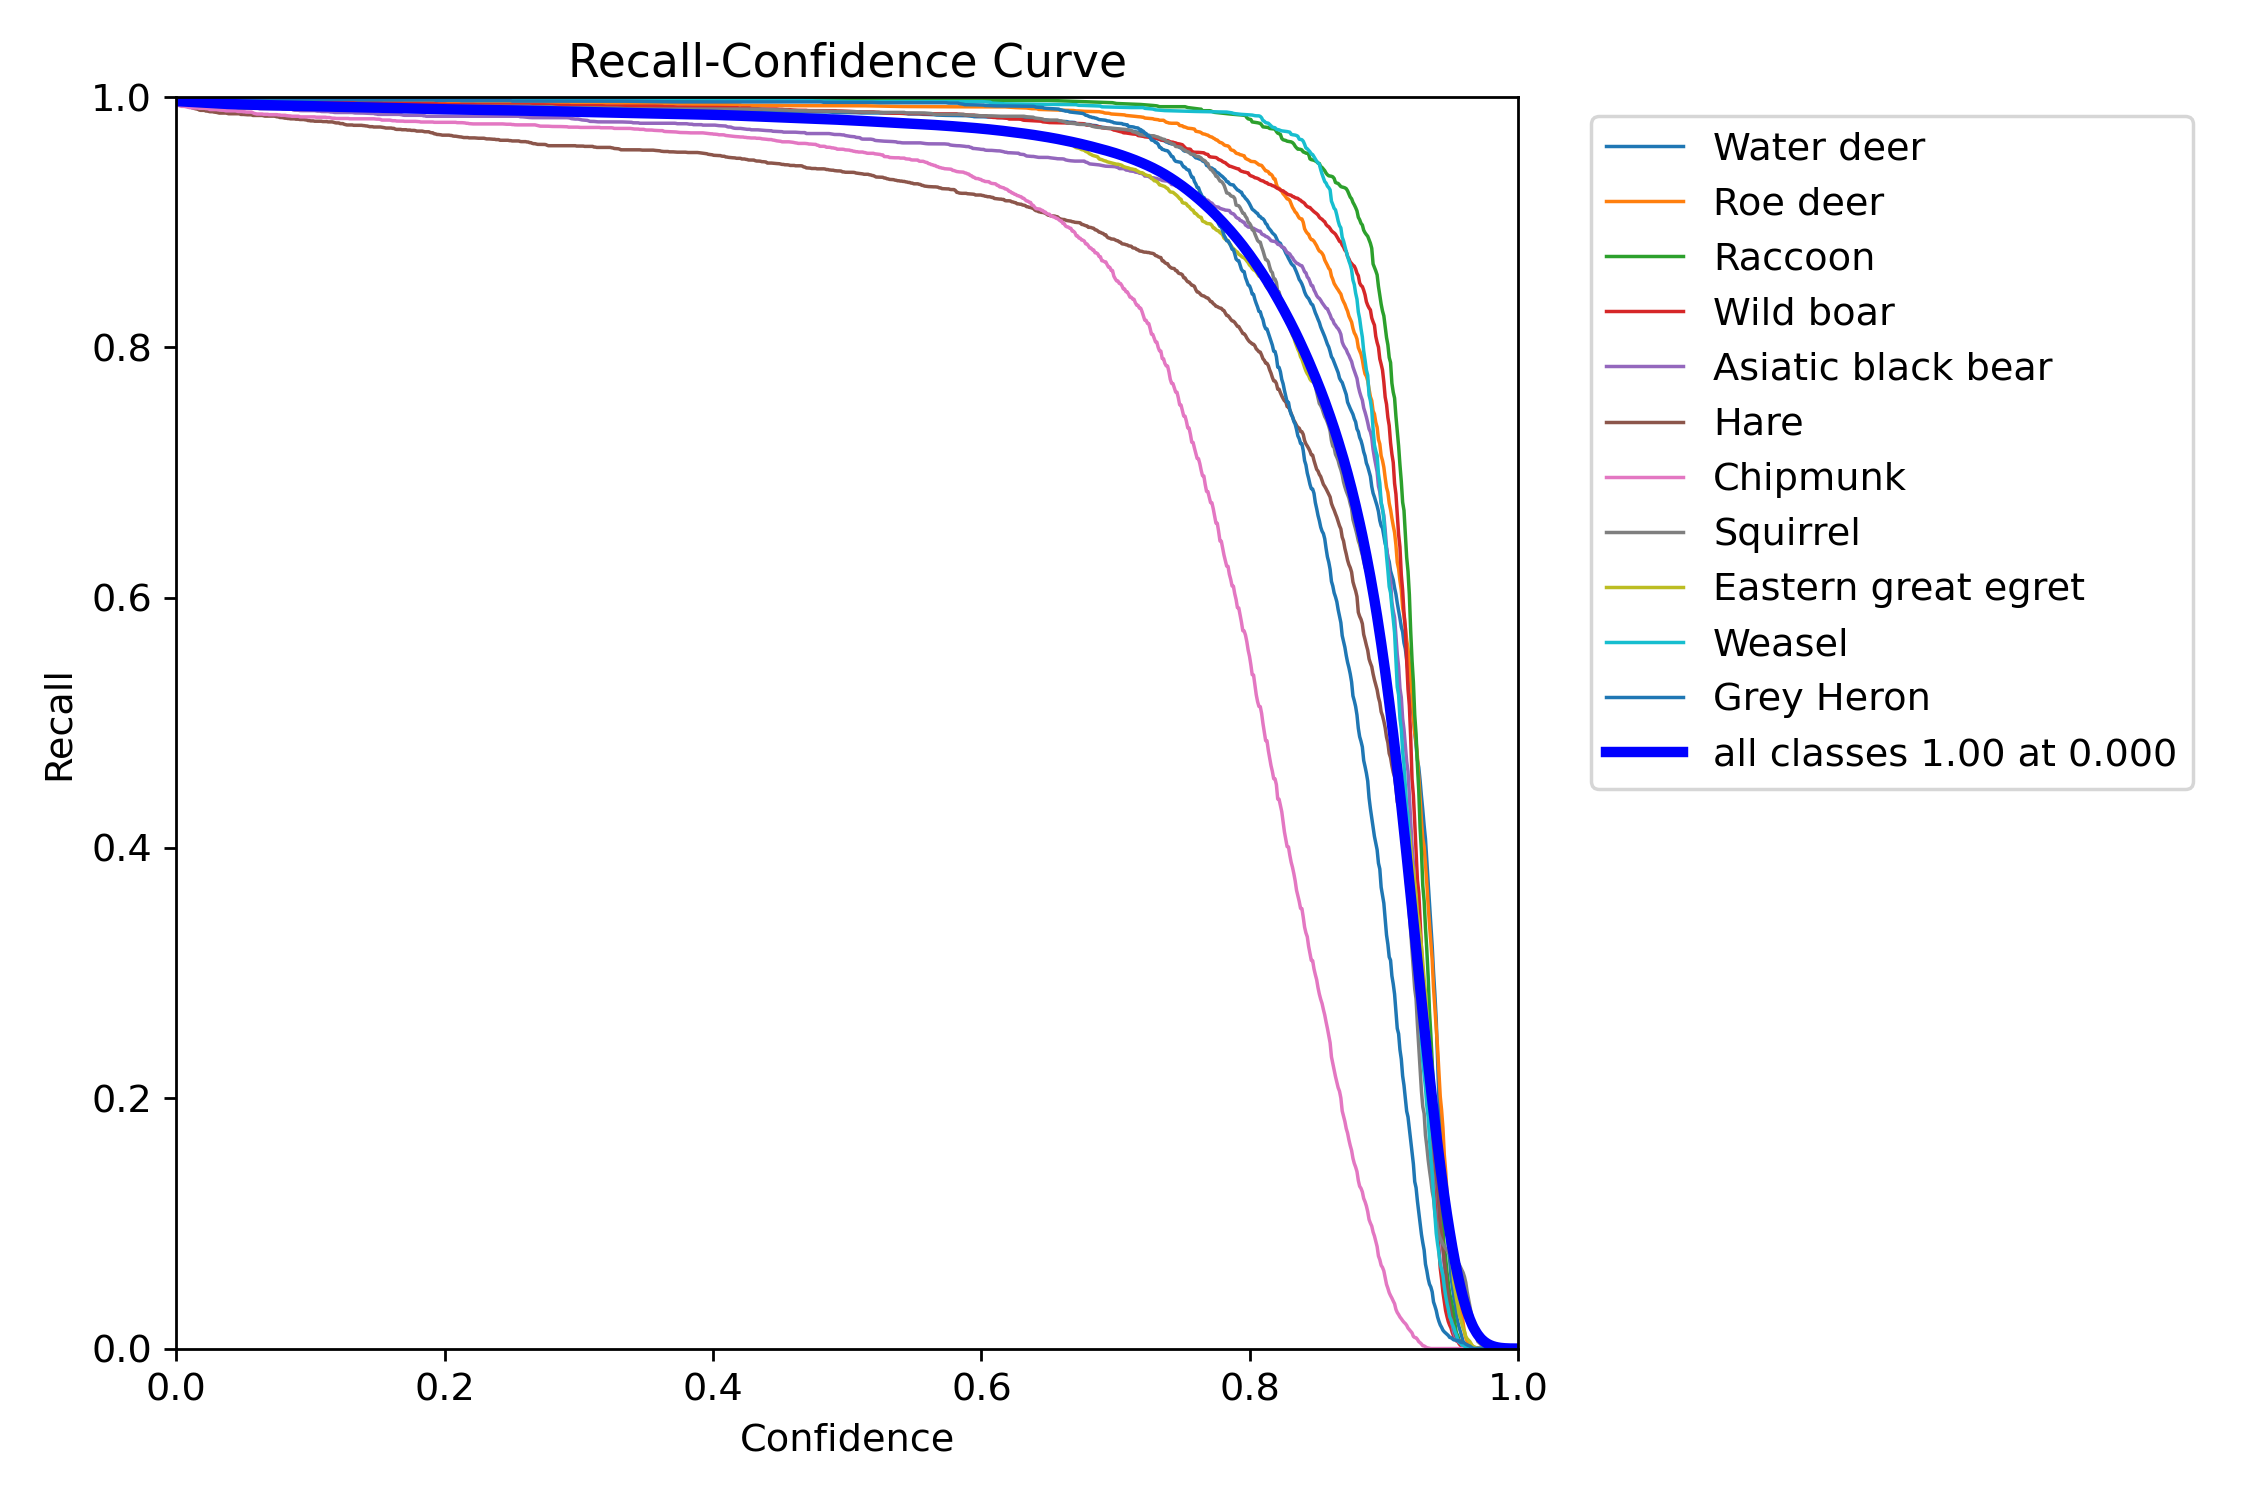 Recall-Confidence Curve
1.0
0.8
0.6
0.4
0.2
0.0
Recall
0.0 0.2 0.4 0.6 0.8 1.0
Confidence
Water deer
Roe deer
Raccoon
Wild boar
Asiatic black bear
Hare
Chipmunk
Squirrel
Eastern great egret
Weasel
Grey Heron
all classes 1.00 at 0.000